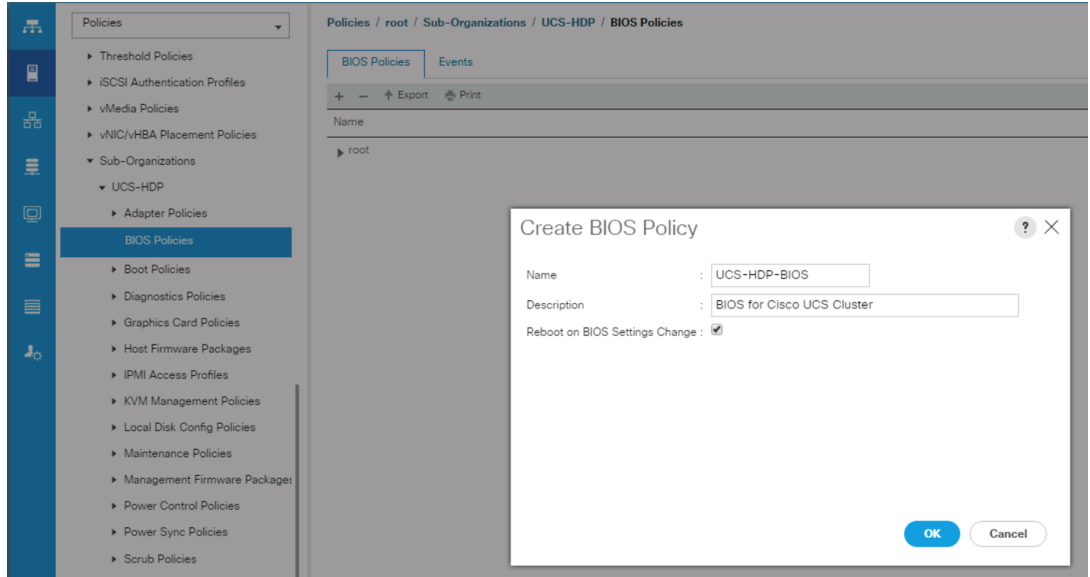 Policies
Threshold Policies
iSCSI Authentication Profiles
vMedia Policies
vNIC/vHBA Placement Policies
Sub-Organizations
UCS-HDP
Adapter Policies
BIOS Policies
Boot Policies
Diagnostics Policies
Graphics Card Policies
Host Firmware Packages
IPMI Access Profiles
KVM Management Policies
Local Disk Config Policies
Maintenance Policies
Management Firmware Packages
Power Control Policies
Power Sync Policies
Scrub Policies
Policies / root / Sub-Organizations / UCS-HDP / BIOS Policies
BIOS Policies Events
+ − Export Print
Name
root
Create BIOS Policy ?
Name : UCS-HDP-BIOS
Description : BIOS for Cisco UCS Cluster
Reboot on BIOS Settings Change :
OK Cancel